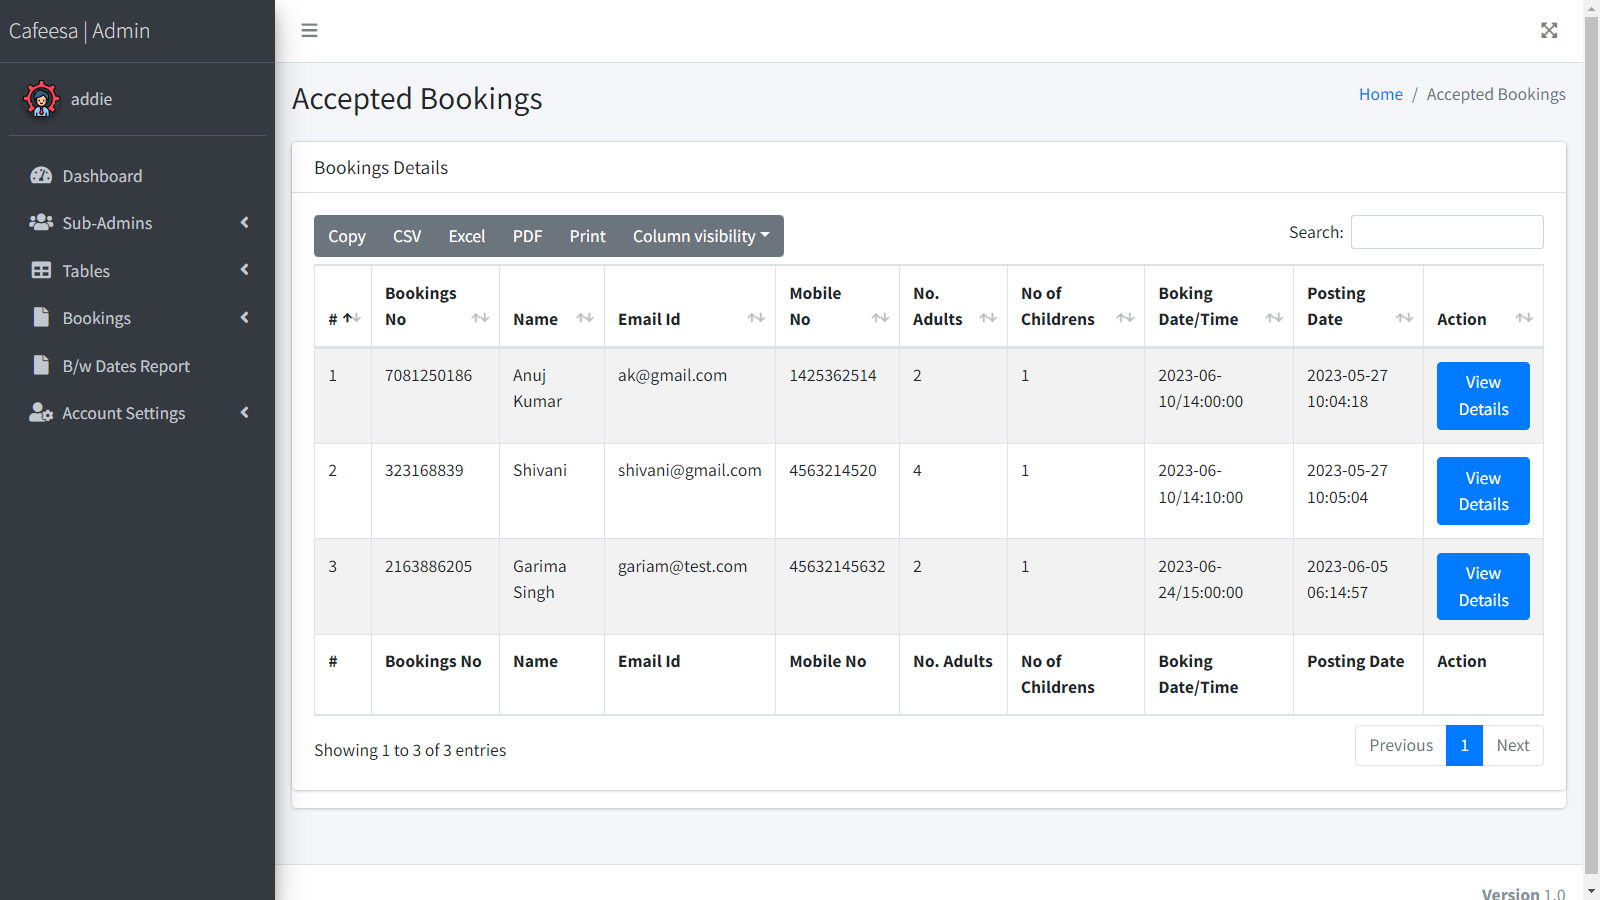 Cafeesa | Admin
addie
Dashboard
Sub-Admins
Tables
Bookings
B/w Dates Report
Account Settings
Accepted Bookings
Home / Accepted Bookings
Bookings Details
Copy CSV Excel PDF Print Column visibility
Search:
# Bookings No Name Email Id Mobile No No. Adults No of Childrens Boking Date/Time Posting Date Action
1 7081250186 Anuj Kumar ak@gmail.com 1425362514 2 1 2023-06-10/14:00:00 2023-05-27 10:04:18 View Details
2 323168839 Shivani shivani@gmail.com 4563214520 4 1 2023-06-10/14:10:00 2023-05-27 10:05:04 View Details
3 2163886205 Garima Singh gariam@test.com 45632145632 2 1 2023-06-24/15:00:00 2023-06-05 06:14:57 View Details
# Bookings No Name Email Id Mobile No No. Adults No of Childrens Boking Date/Time Posting Date Action
Showing 1 to 3 of 3 entries
Previous 1 Next
Version 1.0